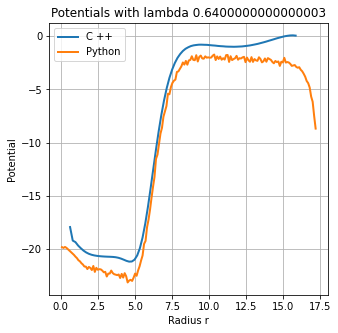 Potentials with lambda 0.6400000000000003
C ++
Python
Potential
0
−5
−10
−15
−20
0.0 2.5 5.0 7.5 10.0 12.5 15.0 17.5
Radius r